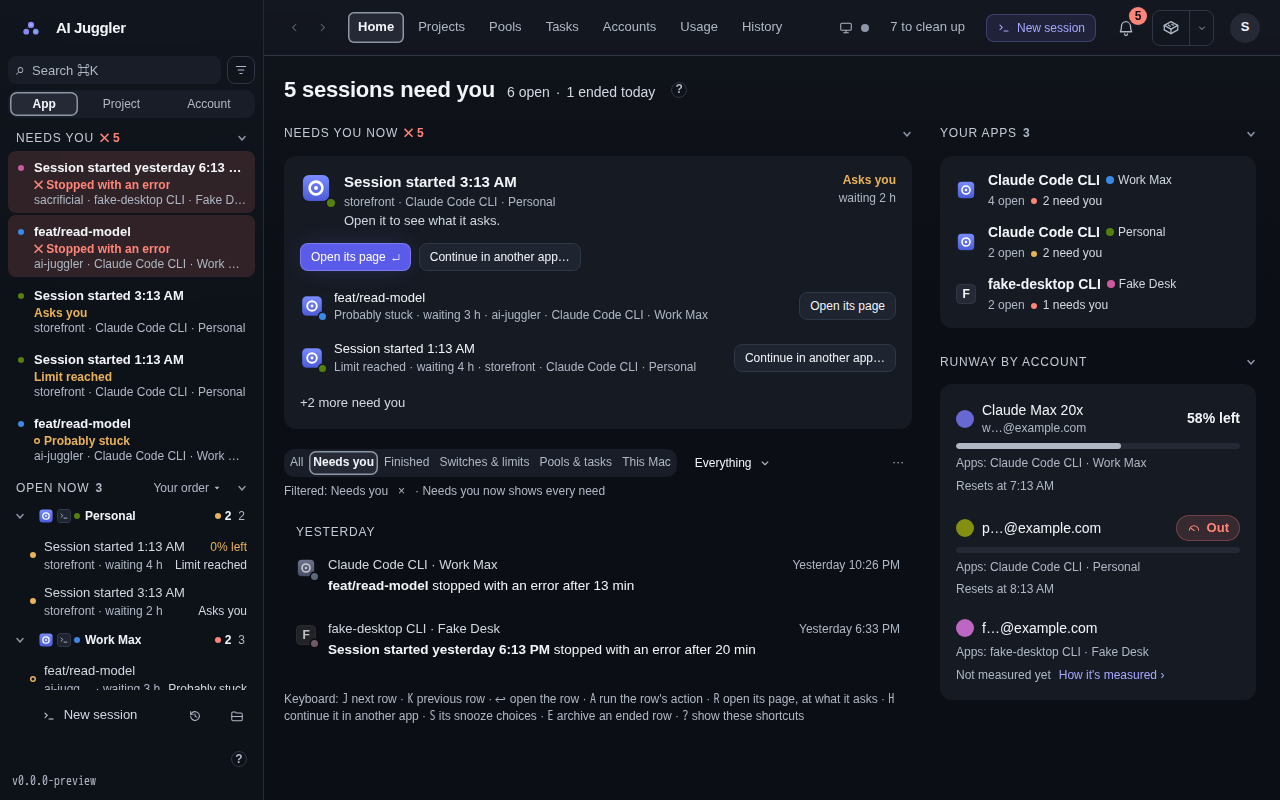 AI Juggler
Search ⌘K
App Project Account
NEEDS YOU 5
Session started yesterday 6:13 …
Stopped with an error
sacrificial · fake-desktop CLI · Fake D…
feat/read-model
Stopped with an error
ai-juggler · Claude Code CLI · Work …
Session started 3:13 AM
Asks you
storefront · Claude Code CLI · Personal
Session started 1:13 AM
Limit reached
storefront · Claude Code CLI · Personal
feat/read-model
Probably stuck
ai-juggler · Claude Code CLI · Work …
OPEN NOW 3 Your order
Personal 2 2
Session started 1:13 AM 0% left
storefront · waiting 4 h Limit reached
Session started 3:13 AM
storefront · waiting 2 h Asks you
Work Max 2 3
feat/read-model
ai-jugg… · waiting 3 h Probably stuck
New session
?
v0.0.0-preview
Home Projects Pools Tasks Accounts Usage History
7 to clean up New session 5 S
5 sessions need you 6 open · 1 ended today ?
NEEDS YOU NOW 5
Session started 3:13 AM Asks you
storefront · Claude Code CLI · Personal waiting 2 h
Open it to see what it asks.
Open its page Continue in another app…
feat/read-model
Probably stuck · waiting 3 h · ai-juggler · Claude Code CLI · Work Max
Open its page
Session started 1:13 AM
Limit reached · waiting 4 h · storefront · Claude Code CLI · Personal
Continue in another app…
+2 more need you
All Needs you Finished Switches & limits Pools & tasks This Mac Everything ···
Filtered: Needs you × · Needs you now shows every need
YESTERDAY
Claude Code CLI · Work Max Yesterday 10:26 PM
feat/read-model stopped with an error after 13 min
F fake-desktop CLI · Fake Desk Yesterday 6:33 PM
Session started yesterday 6:13 PM stopped with an error after 20 min
Keyboard: J next row · K previous row · ↩ open the row · A run the row's action · R open its page, at what it asks · H
continue it in another app · S its snooze choices · E archive an ended row · ? show these shortcuts
YOUR APPS 3
Claude Code CLI Work Max
4 open 2 need you
Claude Code CLI Personal
2 open 2 need you
F fake-desktop CLI Fake Desk
2 open 1 needs you
RUNWAY BY ACCOUNT
Claude Max 20x
w…@example.com 58% left
Apps: Claude Code CLI · Work Max
Resets at 7:13 AM
p…@example.com Out
Apps: Claude Code CLI · Personal
Resets at 8:13 AM
f…@example.com
Apps: fake-desktop CLI · Fake Desk
Not measured yet How it's measured ›